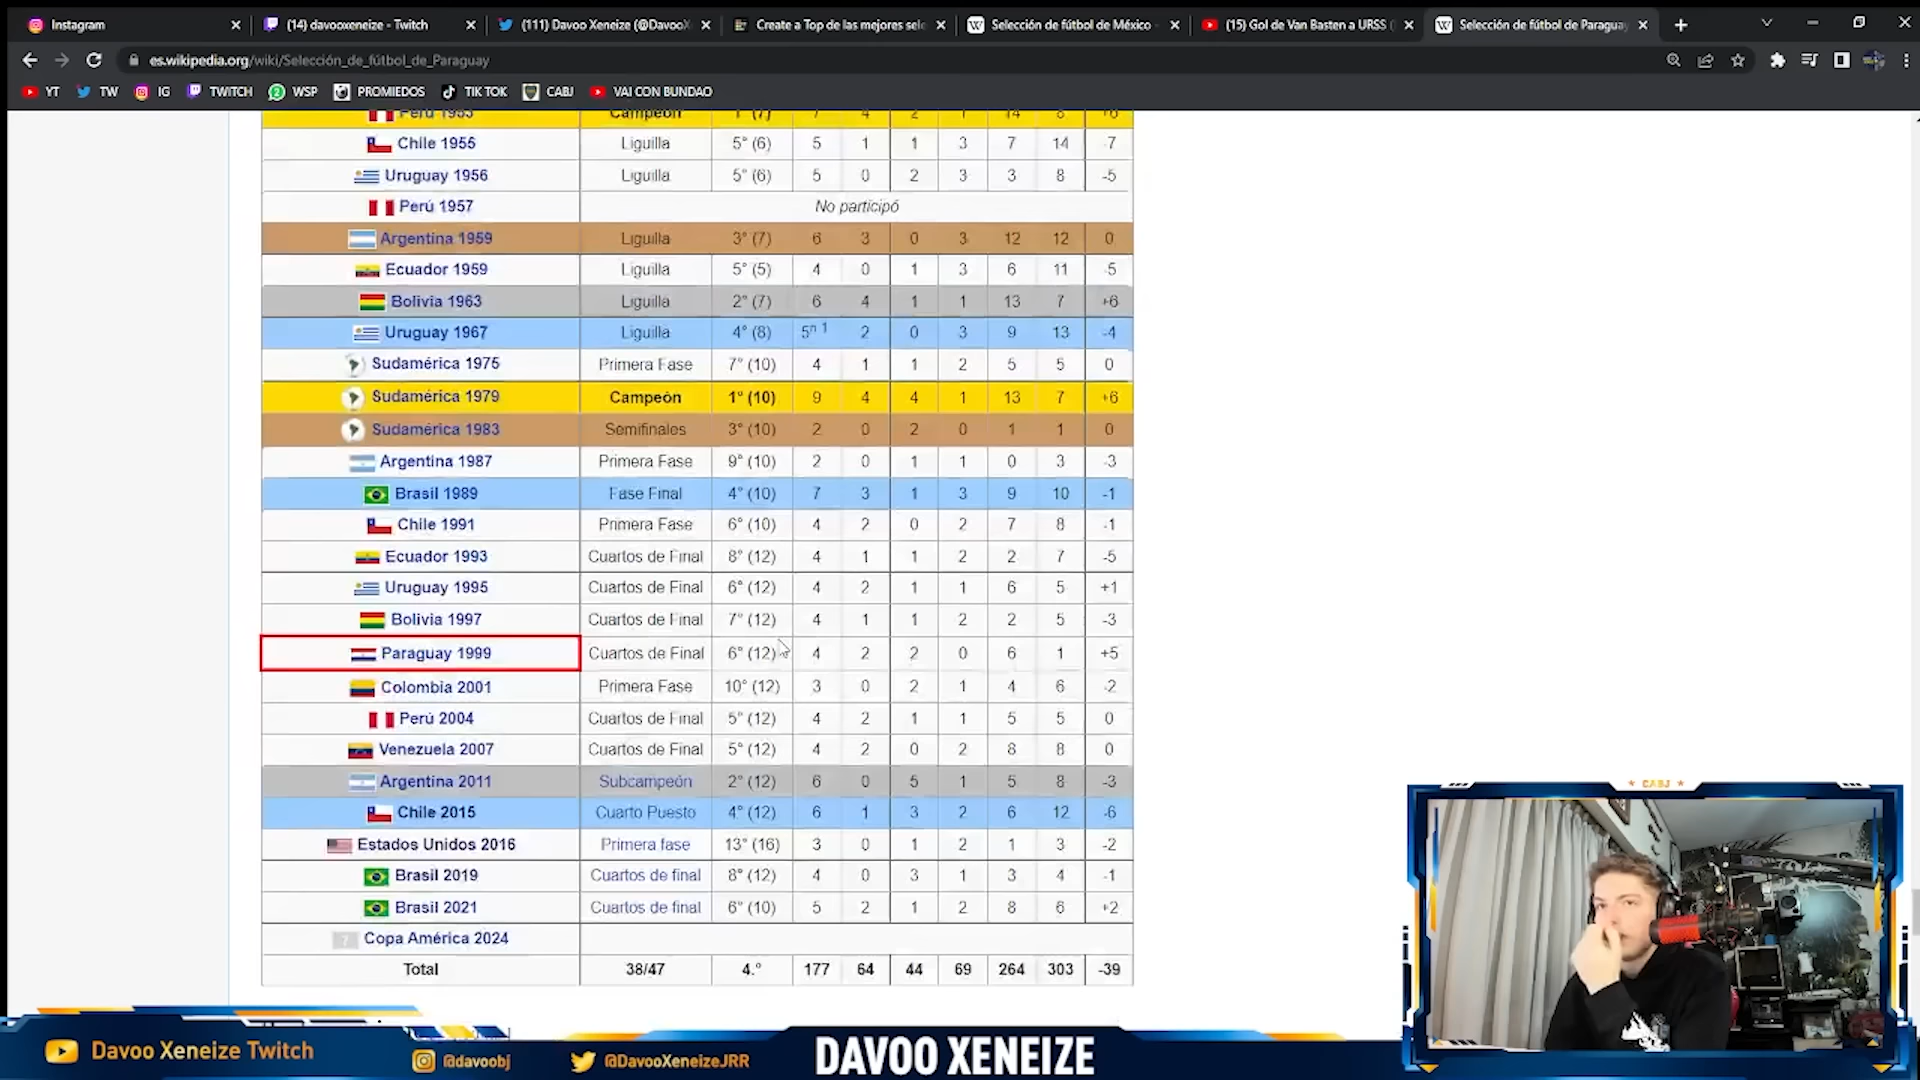 Instagram
(14) davooxeneize - Twitch
(111) Davoo Xeneize (@DavooX
Create a Top de las mejores sele
Selección de fútbol de México -
(15) Gol de Van Basten a URSS (
Selección de fútbol de Paraguay
es.wikipedia.org/wiki/Selección_de_fútbol_de_Paraguay
YT TW IG TWITCH WSP PROMIEDOS TIK TOK CABJ VAI CON BUNDAO
Perú 1953 Campeón 1° (7) 7 4 2 1 14 8 +6
Chile 1955 Liguilla 5° (6) 5 1 1 3 7 14 -7
Uruguay 1956 Liguilla 5° (6) 5 0 2 3 3 8 -5
Perú 1957 No participó
Argentina 1959 Liguilla 3° (7) 6 3 0 3 12 12 0
Ecuador 1959 Liguilla 5° (5) 4 0 1 3 6 11 -5
Bolivia 1963 Liguilla 2° (7) 6 4 1 1 13 7 +6
Uruguay 1967 Liguilla 4° (8) 5n 1 2 0 3 9 13 -4
Sudamérica 1975 Primera Fase 7° (10) 4 1 1 2 5 5 0
Sudamérica 1979 Campeón 1° (10) 9 4 4 1 13 7 +6
Sudamérica 1983 Semifinales 3° (10) 2 0 2 0 1 1 0
Argentina 1987 Primera Fase 9° (10) 2 0 1 1 0 3 -3
Brasil 1989 Fase Final 4° (10) 7 3 1 3 9 10 -1
Chile 1991 Primera Fase 6° (10) 4 2 0 2 7 8 -1
Ecuador 1993 Cuartos de Final 8° (12) 4 1 1 2 2 7 -5
Uruguay 1995 Cuartos de Final 6° (12) 4 2 1 1 6 5 +1
Bolivia 1997 Cuartos de Final 7° (12) 4 1 1 2 2 5 -3
Paraguay 1999 Cuartos de Final 6° (12) 4 2 2 0 6 1 +5
Colombia 2001 Primera Fase 10° (12) 3 0 2 1 4 6 -2
Perú 2004 Cuartos de Final 5° (12) 4 2 1 1 5 5 0
Venezuela 2007 Cuartos de Final 5° (12) 4 2 0 2 8 8 0
Argentina 2011 Subcampeón 2° (12) 6 0 5 1 5 8 -3
Chile 2015 Cuarto Puesto 4° (12) 6 1 3 2 6 12 -6
Estados Unidos 2016 Primera fase 13° (16) 3 0 1 2 1 3 -2
Brasil 2019 Cuartos de final 8° (12) 4 0 3 1 3 4 -1
Brasil 2021 Cuartos de final 6° (10) 5 2 1 2 8 6 +2
Copa América 2024
Total 38/47 4.° 177 64 44 69 264 303 -39
CABJ
Davoo Xeneize Twitch
@davoobj
@DavooXeneizeJRR
DAVOO XENEIZE